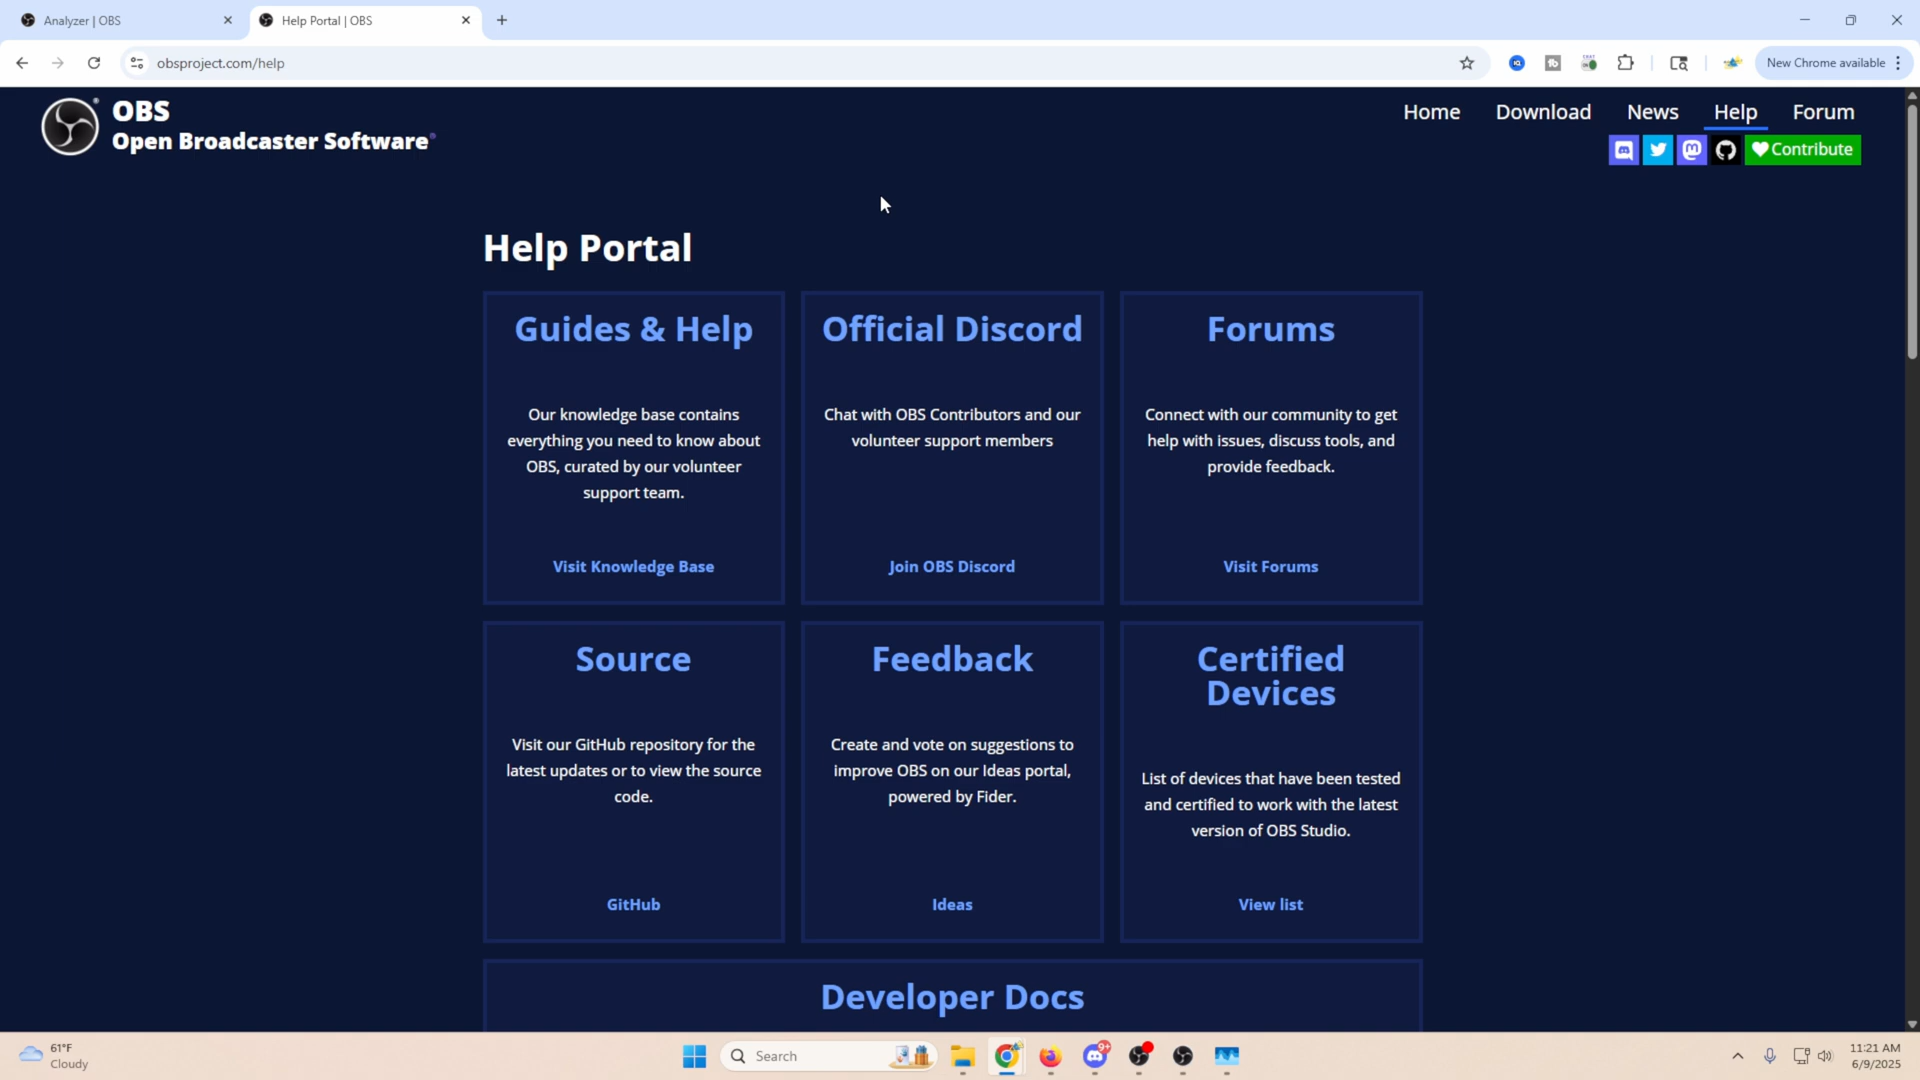 Analyzer | OBS
Help Portal | OBS
obsproject.com/help
New Chrome available
OBS
Open Broadcaster Software
Home
Download
News
Help
Forum
Contribute
Help Portal
Guides & Help
Our knowledge base contains
everything you need to know about
OBS, curated by our volunteer
support team.
Visit Knowledge Base
Official Discord
Chat with OBS Contributors and our
volunteer support members
Join OBS Discord
Forums
Connect with our community to get
help with issues, discuss tools, and
provide feedback.
Visit Forums
Source
Visit our GitHub repository for the
latest updates or to view the source
code.
GitHub
Feedback
Create and vote on suggestions to
improve OBS on our Ideas portal,
powered by Fider.
Ideas
Certified
Devices
List of devices that have been tested
and certified to work with the latest
version of OBS Studio.
View list
Developer Docs
61°F
Cloudy
Search
9+
11:21 AM
6/9/2025